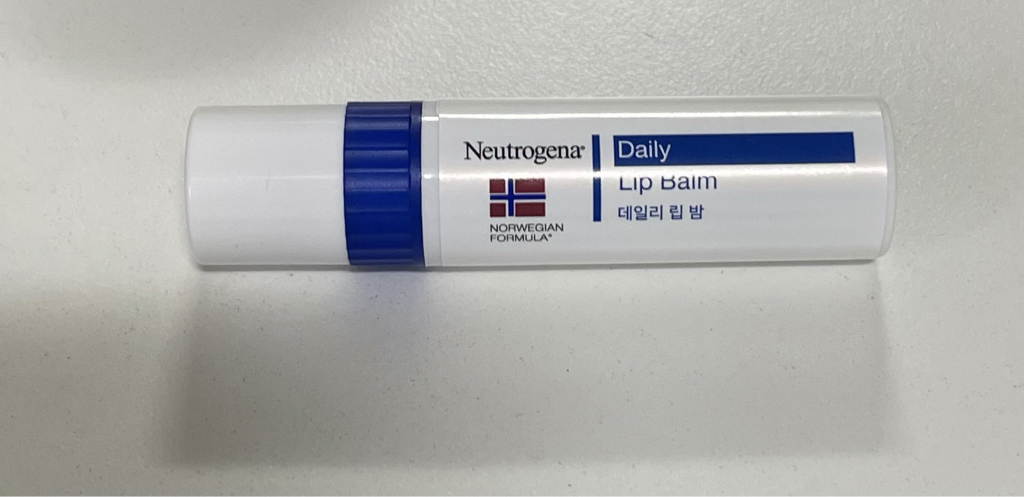 Neutrogena®
NORWEGIAN
FORMULA®
Daily
Lip Balm
데일리 립 밤